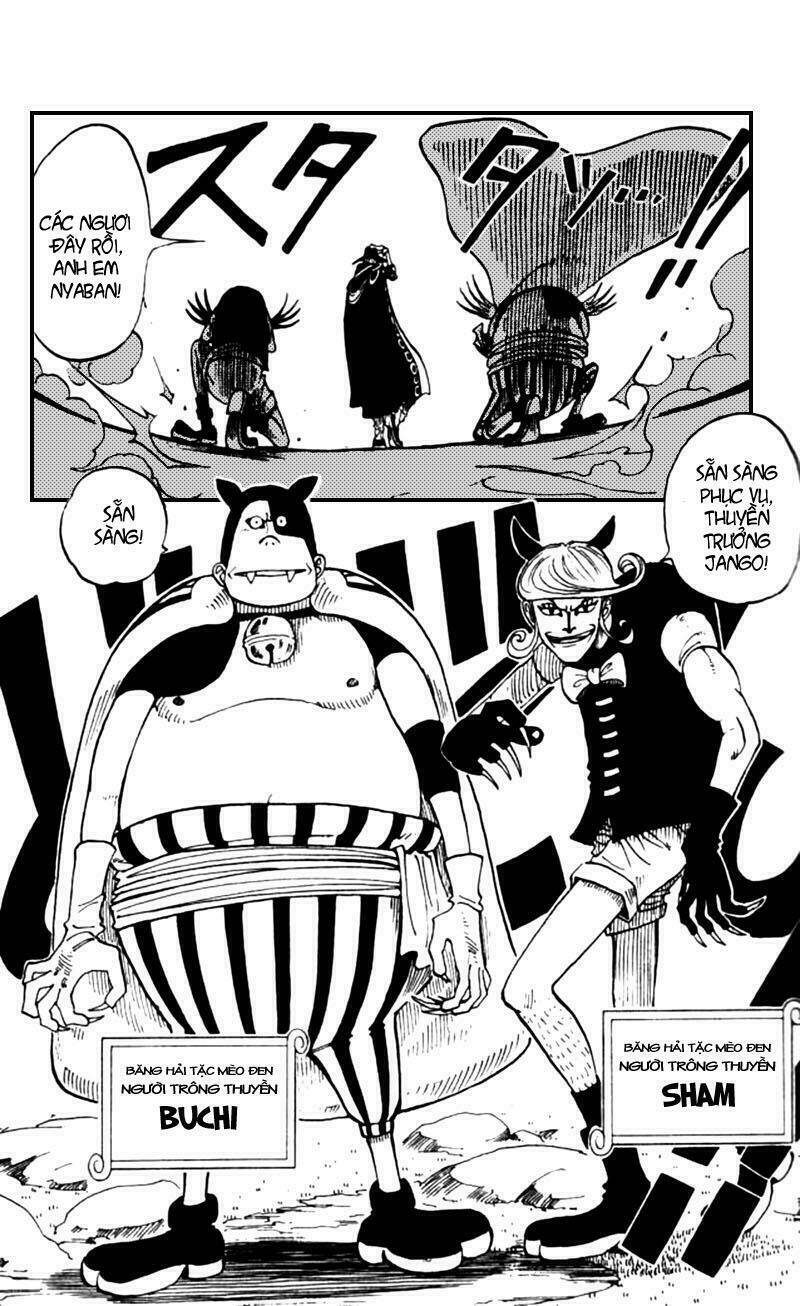 スタ
タッ…!!
CÁC NGƯƠI
ĐÂY RỒI,
ANH EM
NYABAN!
SẴN SÀNG
PHỤC VỤ,
THUYỀN
TRƯỞNG
JANGO!
SẴN
SÀNG!
BĂNG HẢI TẶC MÈO ĐEN
NGƯỜI TRÔNG THUYỀN
BUCHI
BĂNG HẢI TẶC MÈO ĐEN
NGƯỜI TRÔNG THUYỀN
SHAM